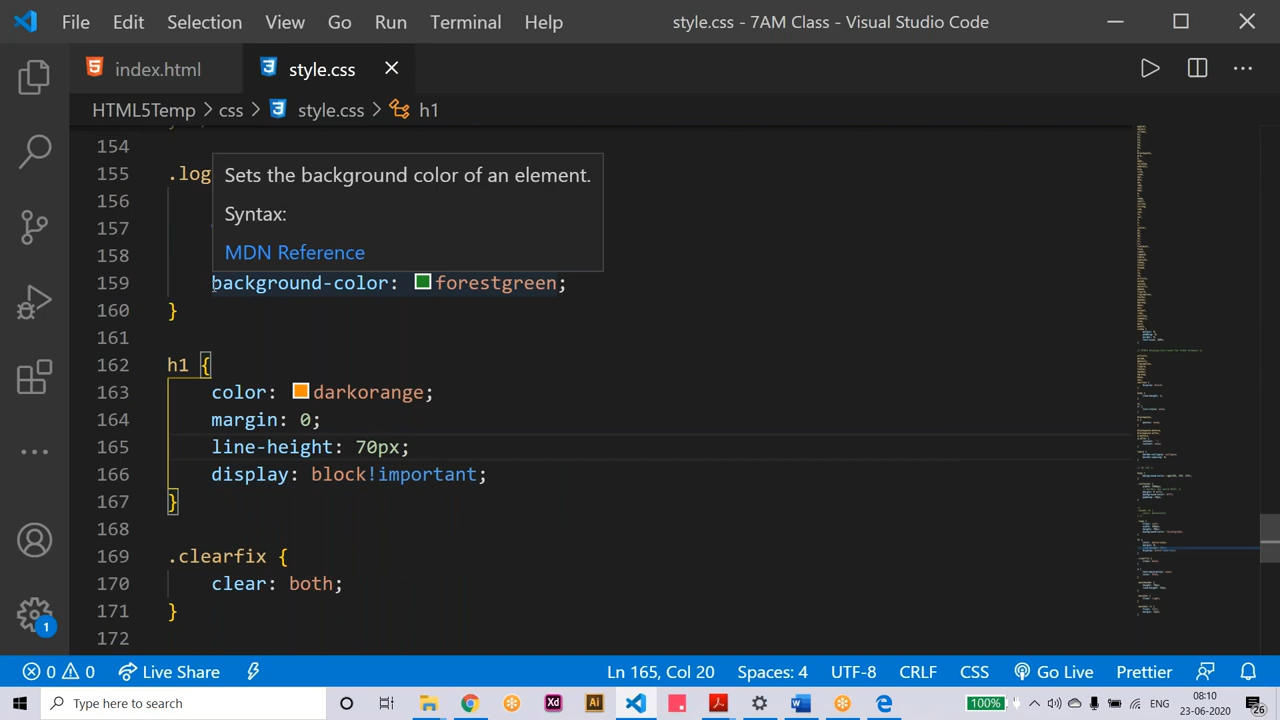 File Edit Selection View Go Run Terminal Help style.css - 7AM Class - Visual Studio Code
index.html style.css
HTML5Temp > css > style.css > h1
154
155 .log
Sets the background color of an element.
156
Syntax:
157
158
MDN Reference
159 background-color: forestgreen;
160 }
161
162 h1 {
163 color: darkorange;
164 margin: 0;
165 line-height: 70px;
166 display: block!important;
167 }
168
169 .clearfix {
170 clear: both;
171 }
172
1
0 0 Live Share Ln 165, Col 20 Spaces: 4 UTF-8 CRLF CSS Go Live Prettier
Type here to search Xd Ai 100% ENG 08:10
23-06-2020 26